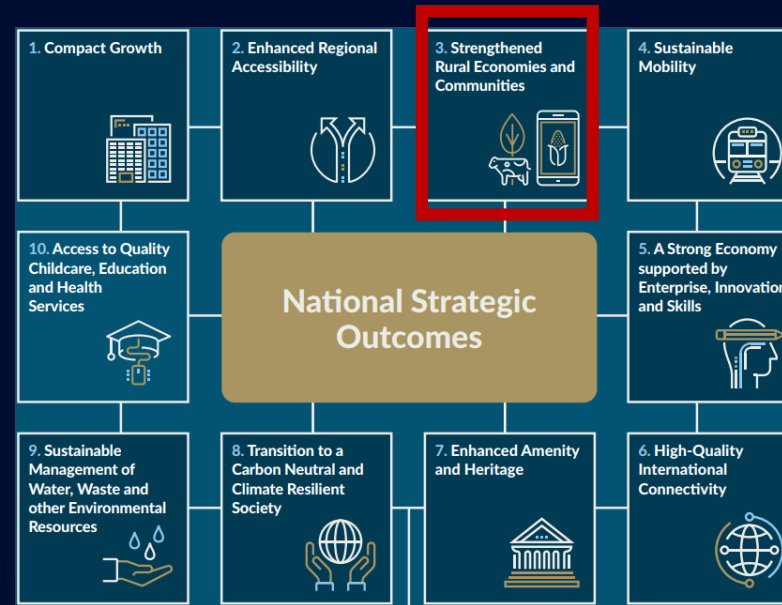 1. Compact Growth
2. Enhanced Regional
Accessibility
3. Strengthened
Rural Economies and
Communities
4. Sustainable
Mobility
10. Access to Quality
Childcare, Education
and Health
Services
National Strategic
Outcomes
5. A Strong Economy
supported by
Enterprise, Innovation
and Skills
9. Sustainable
Management of
Water, Waste and
other Environmental
Resources
8. Transition to a
Carbon Neutral and
Climate Resilient
Society
7. Enhanced Amenity
and Heritage
6. High-Quality
International
Connectivity